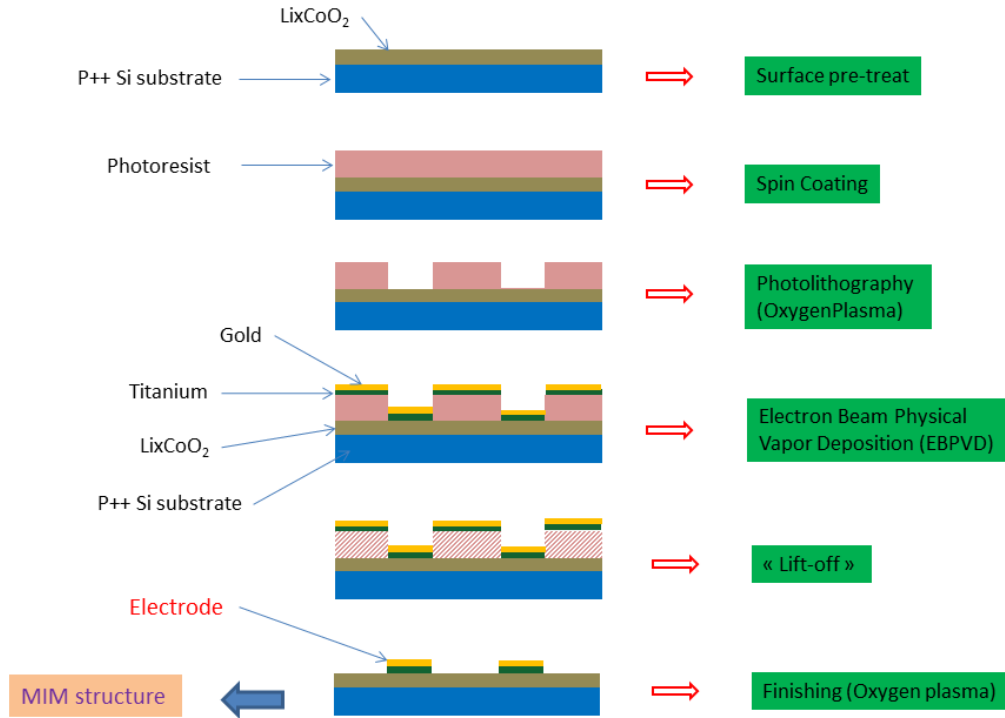 LixCoO₂
P++ Si substrate
Surface pre-treat
Photoresist
Spin Coating
Photolithography
(OxygenPlasma)
Gold
Titanium
LixCoO₂
P++ Si substrate
Electron Beam Physical
Vapor Deposition (EBPVD)
« Lift-off »
Electrode
MIM structure
Finishing (Oxygen plasma)